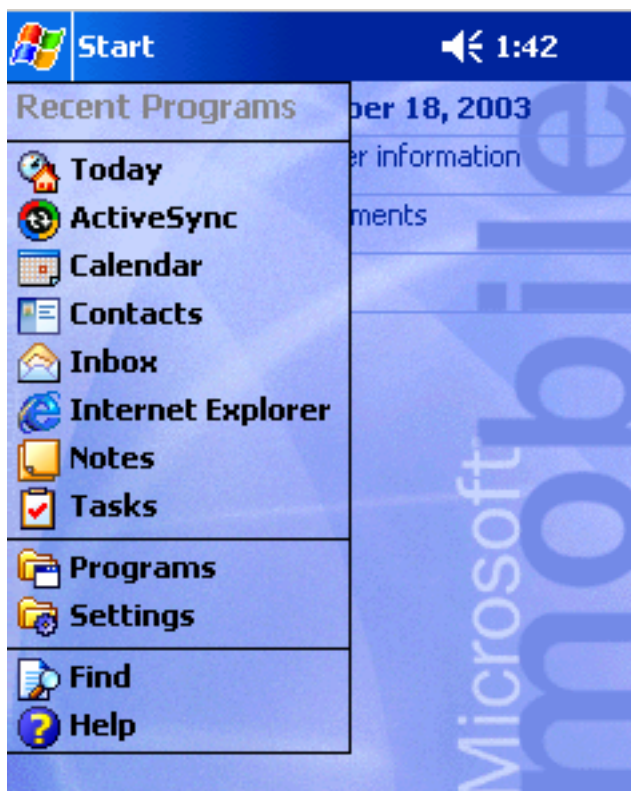 Start 1:42
Recent Programs
ber 18, 2003
Today
er information
ActiveSync
ments
Calendar
Contacts
Inbox
Internet Explorer
Notes
Tasks
Programs
Settings
Find
Help
Microsoft
mobile